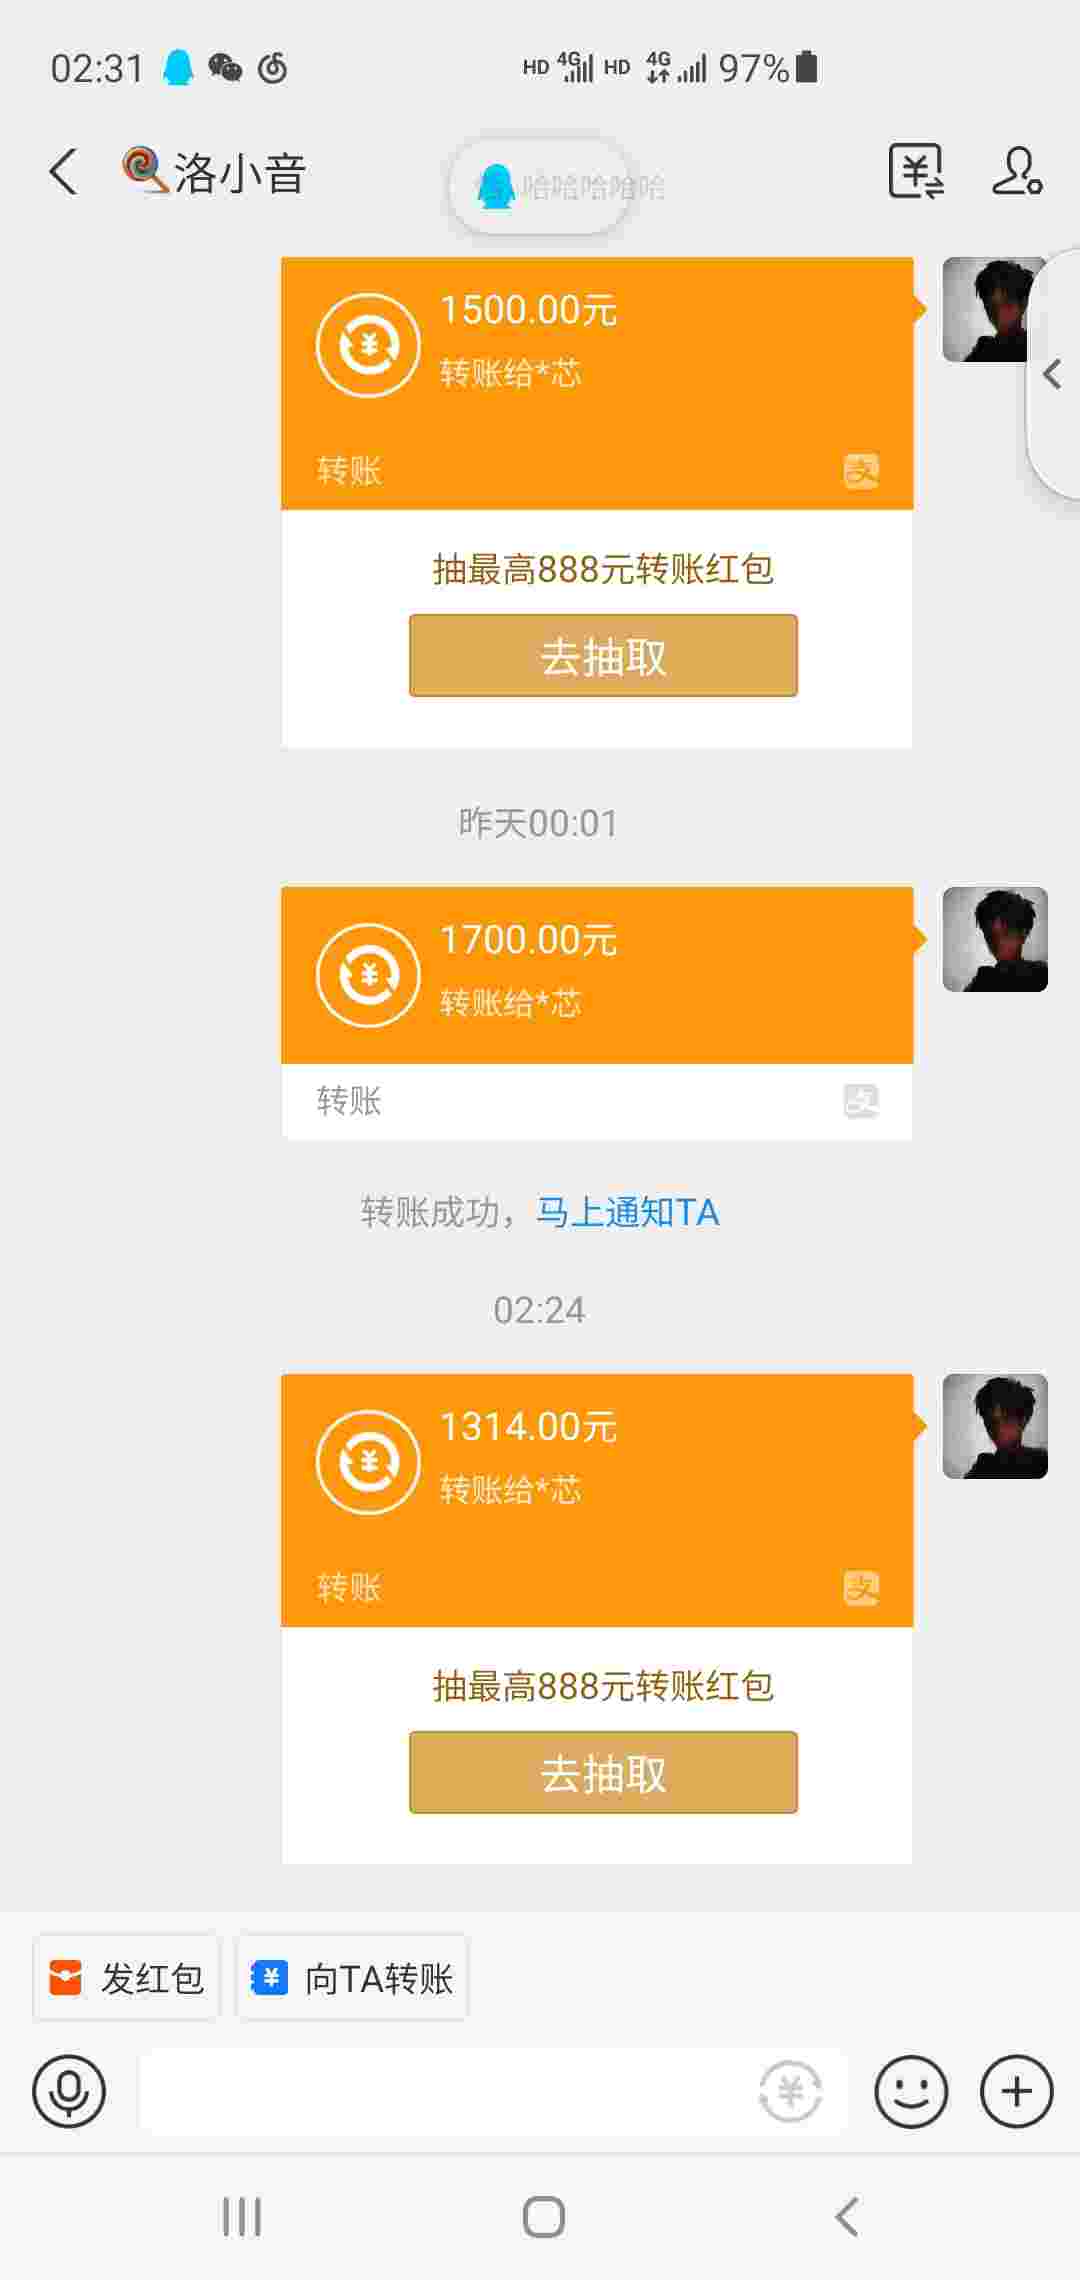 02:31
HD 4G HD 4G 97%
洛小音
哈哈哈哈哈
1500.00元
转账给*芯
转账
支
抽最高888元转账红包
去抽取
昨天00:01
1700.00元
转账给*芯
转账
支
转账成功，马上通知TA
02:24
1314.00元
转账给*芯
转账
支
抽最高888元转账红包
去抽取
发红包 向TA转账